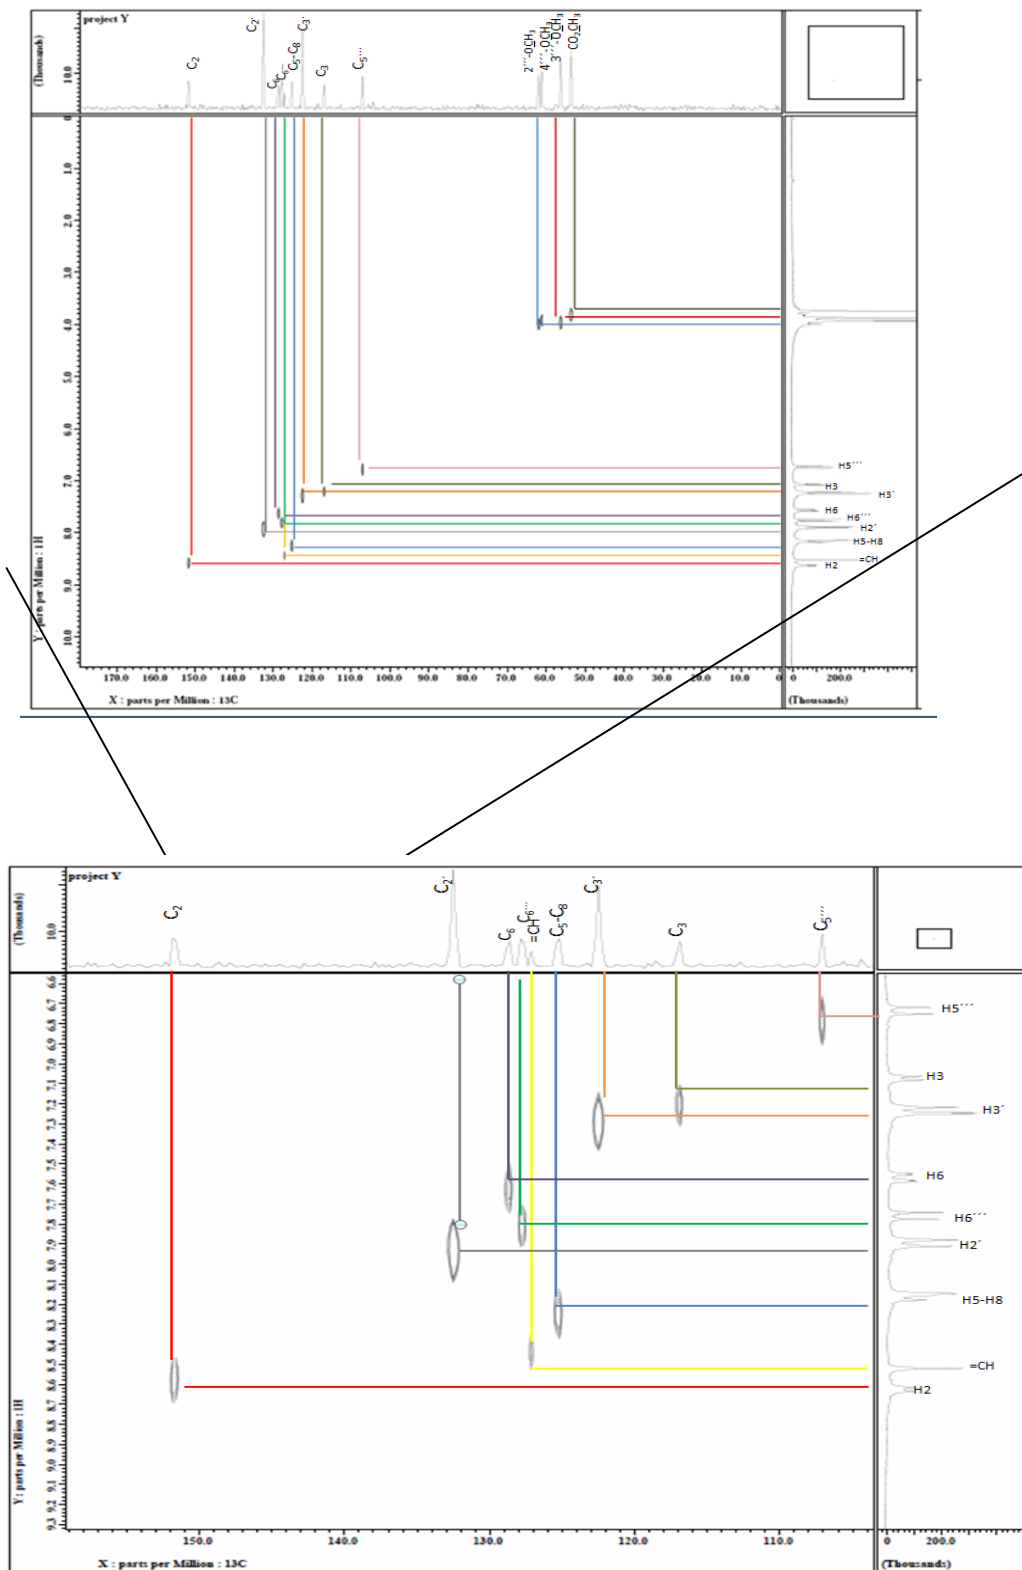 project Y
(Thousands)
10.0
C2
C2´
C6
C6´´´
C5-C8
C3´
C3
C5´´´
2´´´-OCH3
4´´´-OCH3
3´´´-OCH3
CO2CH3
0
1.0
2.0
3.0
4.0
5.0
6.0
7.0
8.0
9.0
10.0
Y : parts per Million : 1H
H5´´´
H3
H3´
H6
H6´´´
H2´
H5-H8
=CH
H2
170.0 160.0 150.0 140.0 130.0 120.0 110.0 100.0 90.0 80.0 70.0 60.0 50.0 40.0 30.0 20.0 10.0 0
X : parts per Million : 13C
(Thousands)
0 200.0
project Y
(Thousands)
10.0
C2
C2´
C6
C6´´´
=CH
C5-C8
C3´
C3
C5´´´
6.6
6.7
6.8
6.9
7.0
7.1
7.2
7.3
7.4
7.5
7.6
7.7
7.8
7.9
8.0
8.1
8.2
8.3
8.4
8.5
8.6
8.7
8.8
8.9
9.0
9.1
9.2
9.3
Y : parts per Million : 1H
H5´´´
H3
H3´
H6
H6´´´
H2´
H5-H8
=CH
H2
150.0 140.0 130.0 120.0 110.0
X : parts per Million : 13C
0 200.0
(Thousands)